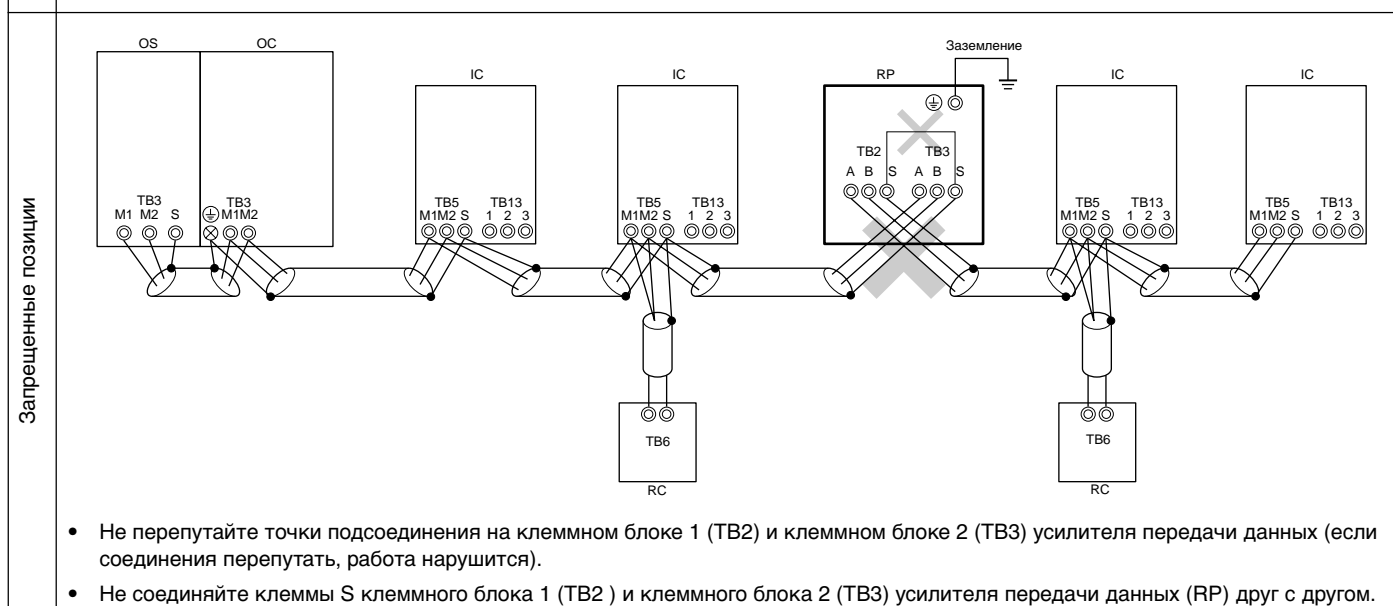 Запрещенные позиции
OS OC
IC IC RP IC IC
Заземление
TB2 TB3
A B S A B S
TB3 TB3 TB5 TB13 TB5 TB13 TB5 TB13 TB5 TB13
M1 M2 S M1M2 M1M2 S 1 2 3 M1M2 S 1 2 3 M1M2 S 1 2 3 M1M2 S 1 2 3
TB6 TB6
RC RC
• Не перепутайте точки подсоединения на клеммном блоке 1 (TB2) и клеммном блоке 2 (TB3) усилителя передачи данных (если
соединения перепутать, работа нарушится).
• Не соединяйте клеммы S клеммного блока 1 (TB2 ) и клеммного блока 2 (TB3) усилителя передачи данных (RP) друг с другом.